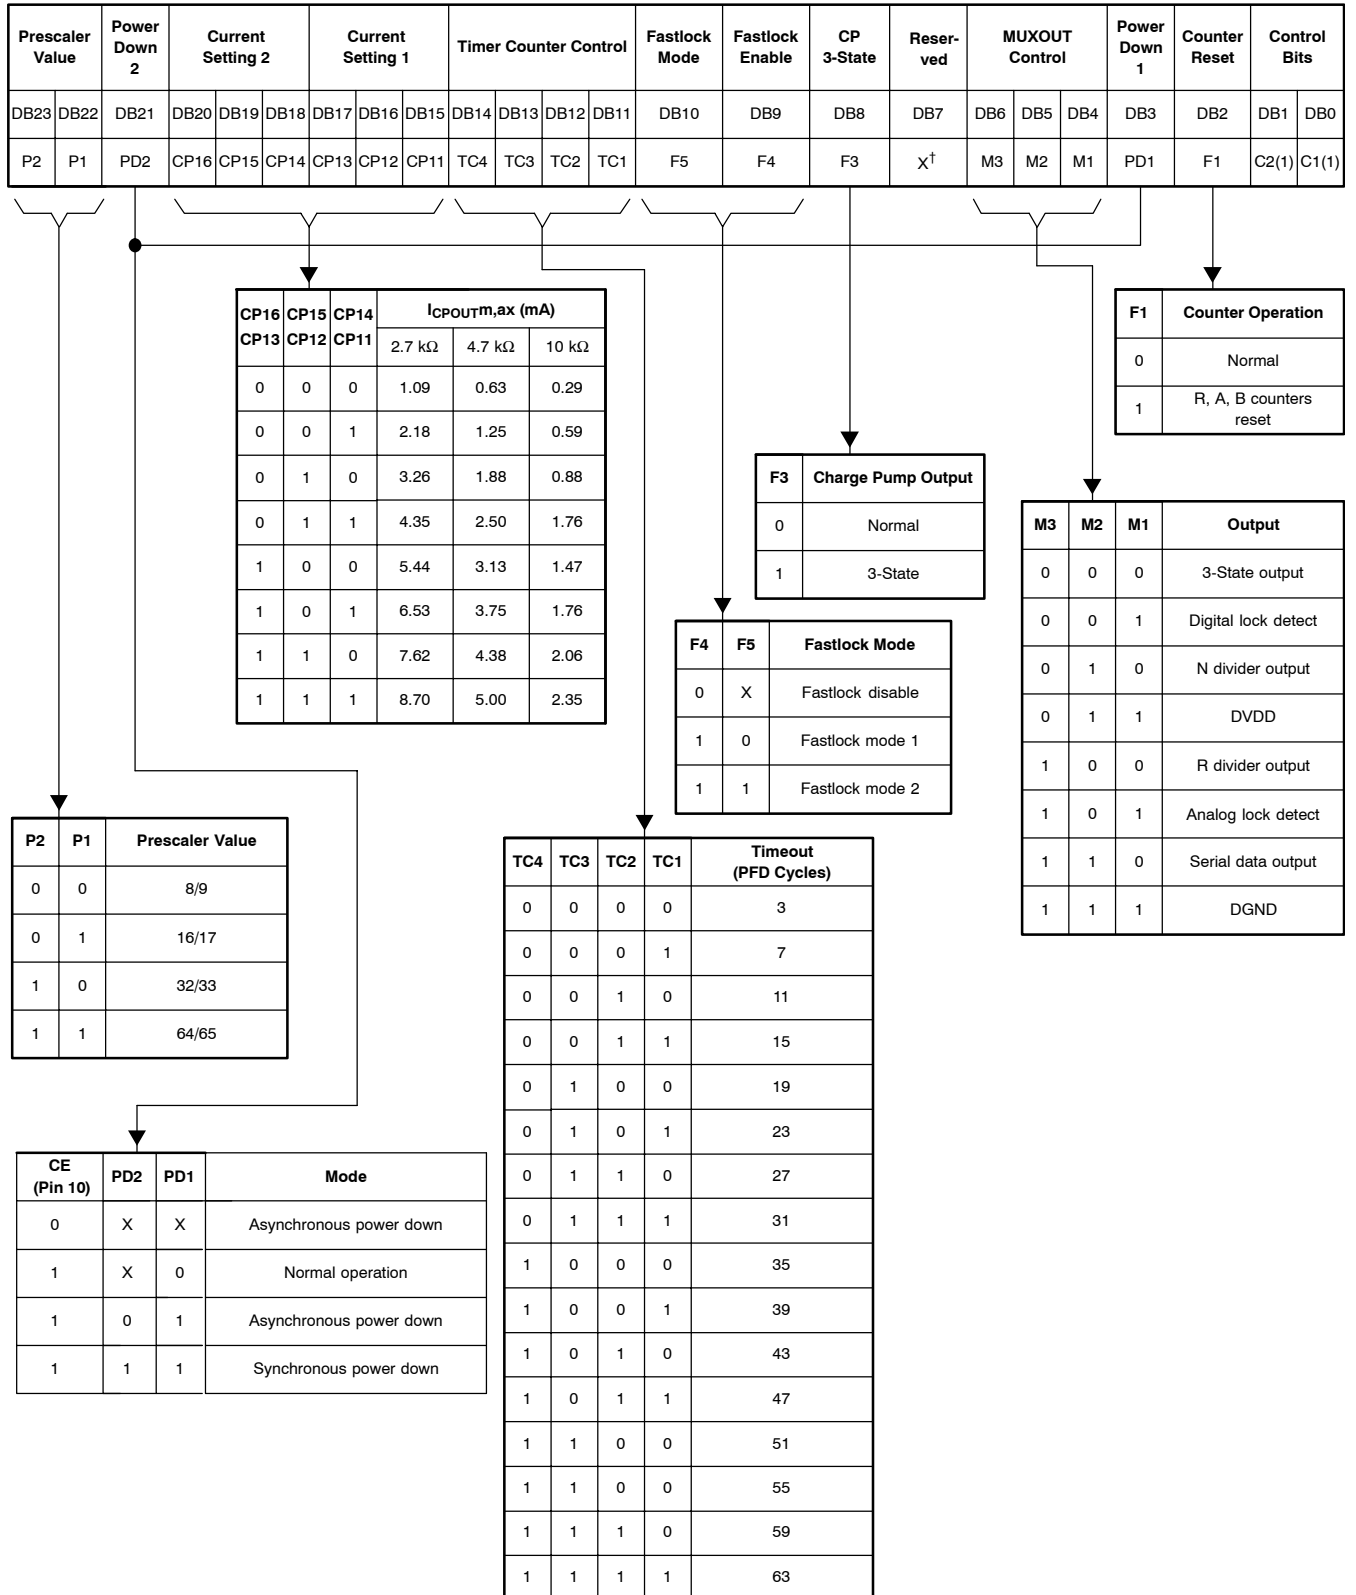 Prescaler Value
Power Down 2
Current Setting 2
Current Setting 1
Timer Counter Control
Fastlock Mode
Fastlock Enable
CP 3-State
Reser-ved
MUXOUT Control
Power Down 1
Counter Reset
Control Bits
DB23 DB22 DB21 DB20 DB19 DB18 DB17 DB16 DB15 DB14 DB13 DB12 DB11 DB10 DB9 DB8 DB7 DB6 DB5 DB4 DB3 DB2 DB1 DB0
P2 P1 PD2 CP16 CP15 CP14 CP13 CP12 CP11 TC4 TC3 TC2 TC1 F5 F4 F3 X† M3 M2 M1 PD1 F1 C2(1) C1(1)
CP16 CP15 CP14 ICPOUTm,ax (mA)
CP13 CP12 CP11 2.7 kΩ 4.7 kΩ 10 kΩ
0 0 0 1.09 0.63 0.29
0 0 1 2.18 1.25 0.59
0 1 0 3.26 1.88 0.88
0 1 1 4.35 2.50 1.76
1 0 0 5.44 3.13 1.47
1 0 1 6.53 3.75 1.76
1 1 0 7.62 4.38 2.06
1 1 1 8.70 5.00 2.35
F1 Counter Operation
0 Normal
1 R, A, B counters reset
F3 Charge Pump Output
0 Normal
1 3-State
M3 M2 M1 Output
0 0 0 3-State output
0 0 1 Digital lock detect
0 1 0 N divider output
0 1 1 DVDD
1 0 0 R divider output
1 0 1 Analog lock detect
1 1 0 Serial data output
1 1 1 DGND
F4 F5 Fastlock Mode
0 X Fastlock disable
1 0 Fastlock mode 1
1 1 Fastlock mode 2
P2 P1 Prescaler Value
0 0 8/9
0 1 16/17
1 0 32/33
1 1 64/65
TC4 TC3 TC2 TC1 Timeout (PFD Cycles)
0 0 0 0 3
0 0 0 1 7
0 0 1 0 11
0 0 1 1 15
0 1 0 0 19
0 1 0 1 23
0 1 1 0 27
0 1 1 1 31
1 0 0 0 35
1 0 0 1 39
1 0 1 0 43
1 0 1 1 47
1 1 0 0 51
1 1 0 0 55
1 1 1 0 59
1 1 1 1 63
CE (Pin 10) PD2 PD1 Mode
0 X X Asynchronous power down
1 X 0 Normal operation
1 0 1 Asynchronous power down
1 1 1 Synchronous power down